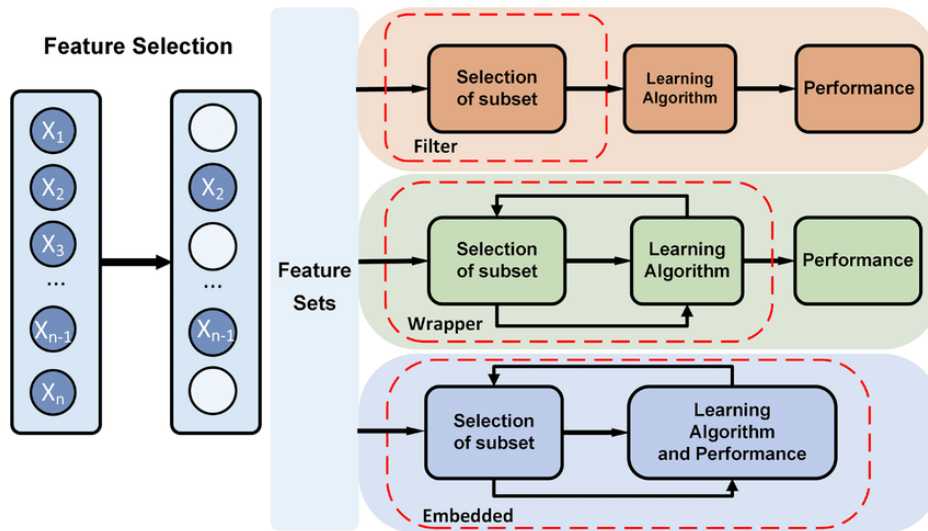 Feature Selection
X1
X2
X3
...
Xn-1
Xn
X2
...
Xn-1
Feature
Sets
Selection
of subset
Learning
Algorithm
Performance
Filter
Selection
of subset
Learning
Algorithm
Performance
Wrapper
Selection
of subset
Learning
Algorithm
and Performance
Embedded